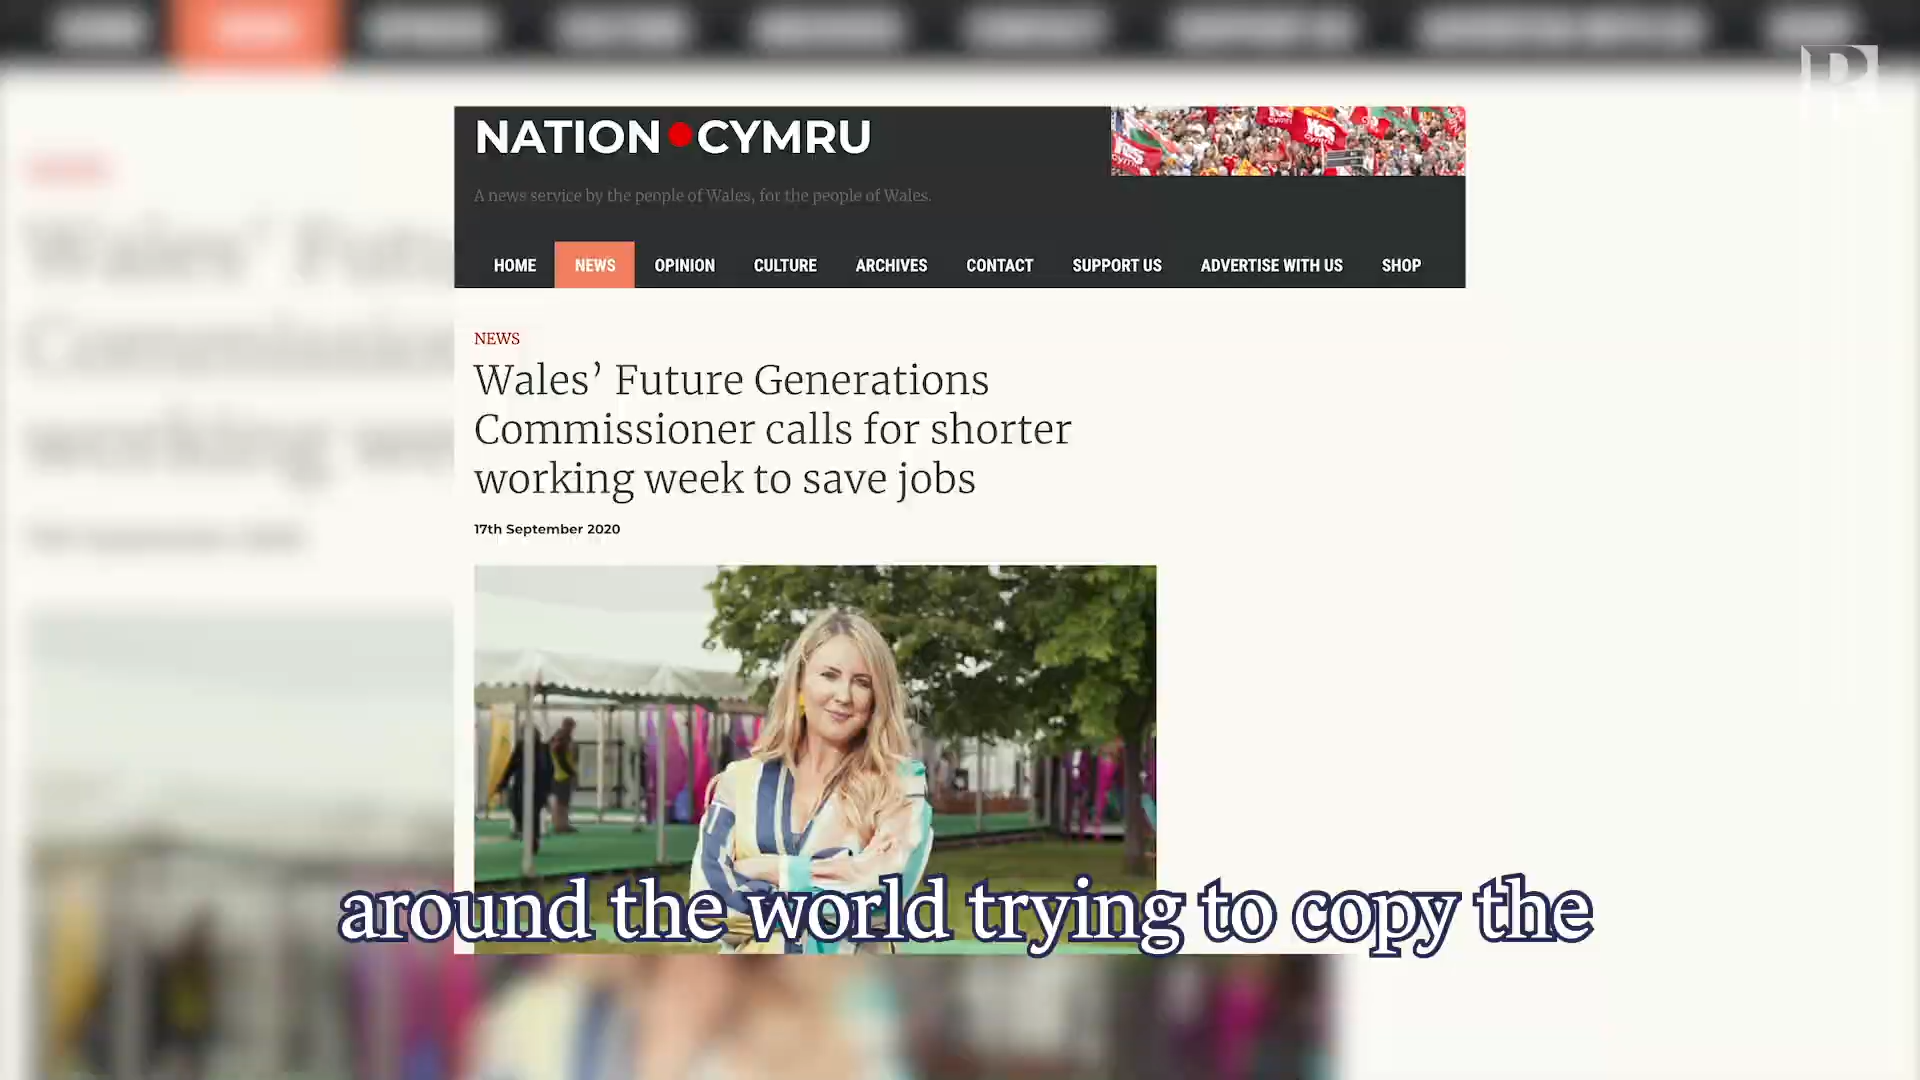 NATION CYMRU
A news service by the people of Wales, for the people of Wales.
HOME NEWS OPINION CULTURE ARCHIVES CONTACT SUPPORT US ADVERTISE WITH US SHOP
NEWS
Wales’ Future Generations
Commissioner calls for shorter
working week to save jobs
17th September 2020
around the world trying to copy the